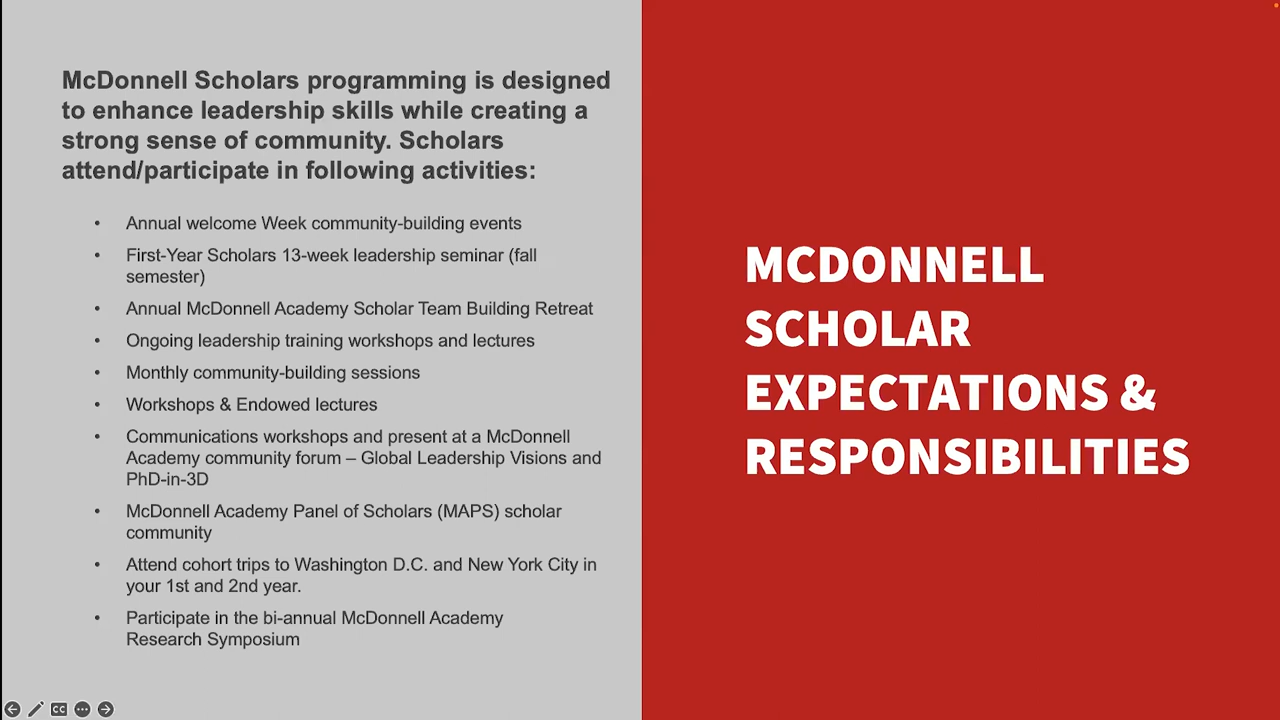 McDonnell Scholars programming is designed
to enhance leadership skills while creating a
strong sense of community. Scholars
attend/participate in following activities:
• Annual welcome Week community-building events
• First-Year Scholars 13-week leadership seminar (fall
semester)
• Annual McDonnell Academy Scholar Team Building Retreat
• Ongoing leadership training workshops and lectures
• Monthly community-building sessions
• Workshops & Endowed lectures
• Communications workshops and present at a McDonnell
Academy community forum – Global Leadership Visions and
PhD-in-3D
• McDonnell Academy Panel of Scholars (MAPS) scholar
community
• Attend cohort trips to Washington D.C. and New York City in
your 1st and 2nd year.
• Participate in the bi-annual McDonnell Academy
Research Symposium
CC
MCDONNELL
SCHOLAR
EXPECTATIONS &
RESPONSIBILITIES